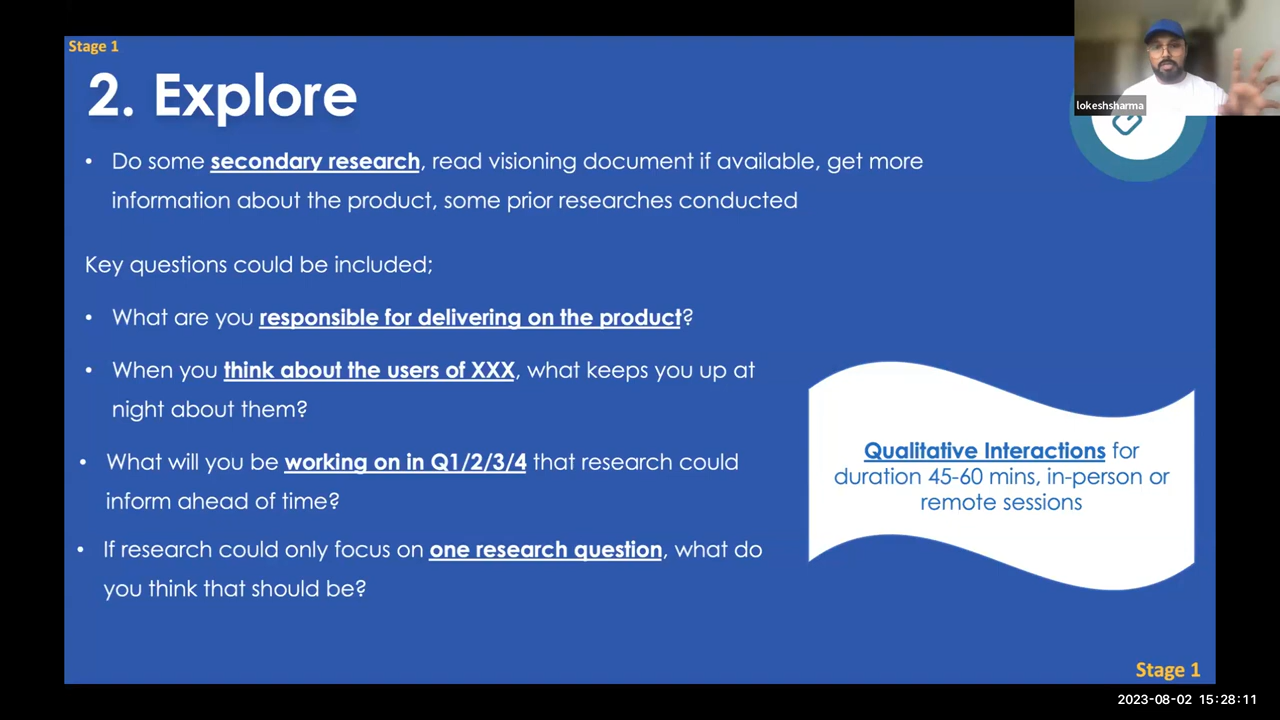 Stage 1
2. Explore
lokeshsharma
• Do some secondary research, read visioning document if available, get more
information about the product, some prior researches conducted
Key questions could be included;
• What are you responsible for delivering on the product?
• When you think about the users of XXX, what keeps you up at
night about them?
• What will you be working on in Q1/2/3/4 that research could
inform ahead of time?
• If research could only focus on one research question, what do
you think that should be?
Qualitative Interactions for
duration 45-60 mins, in-person or
remote sessions
Stage 1
2023-08-02 15:28:11